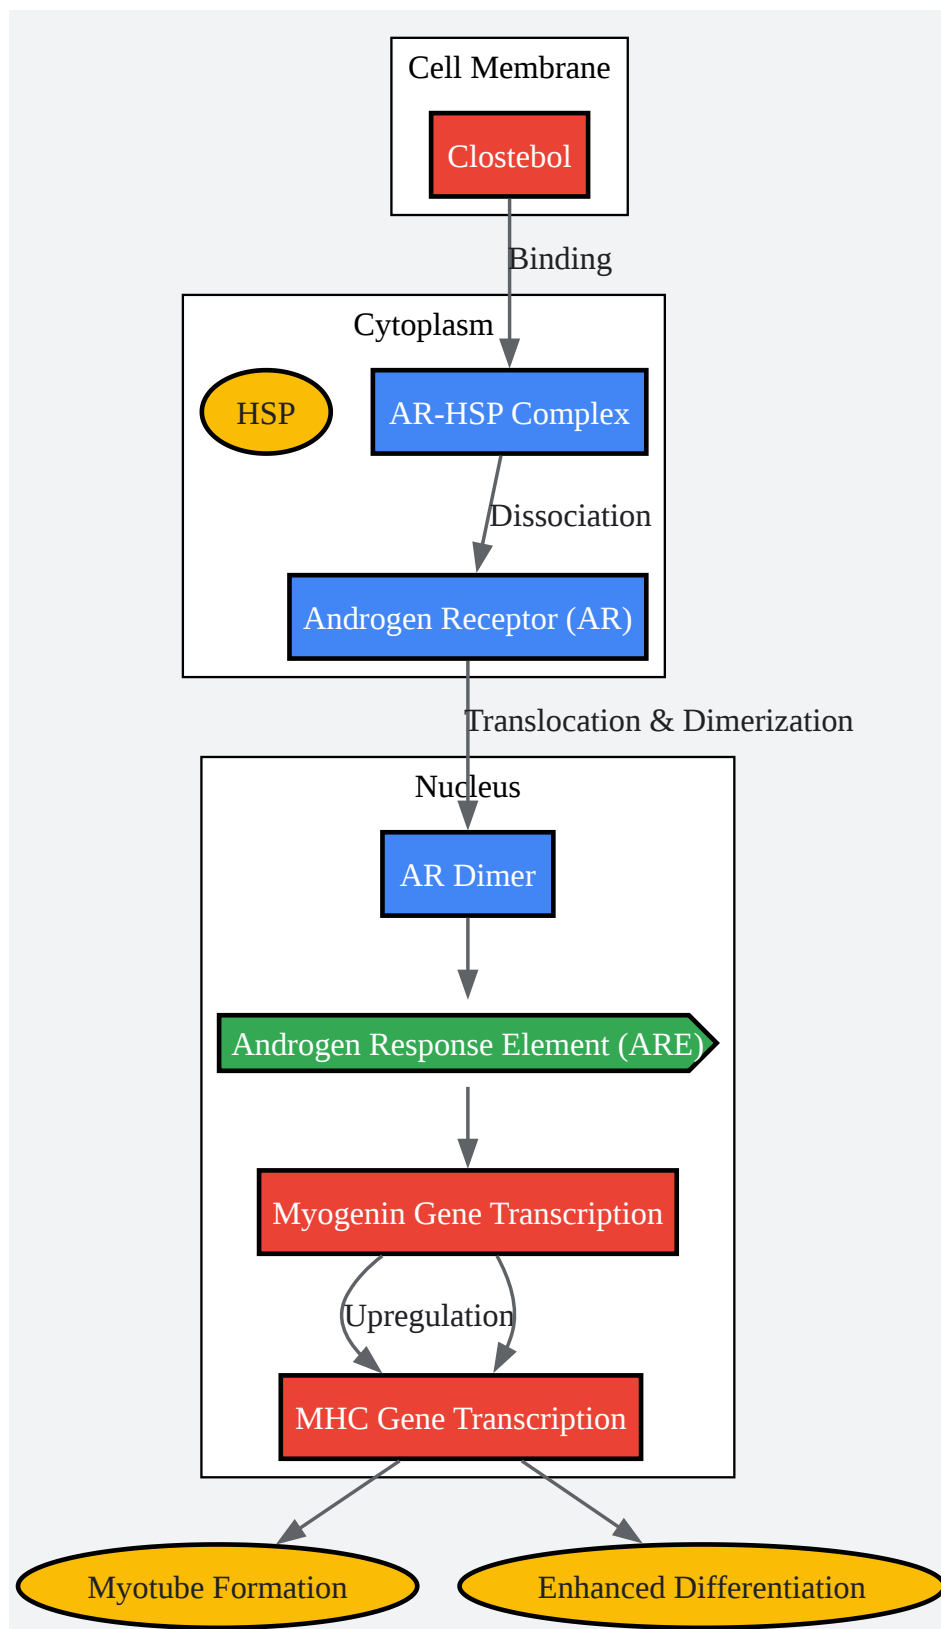 Cell Membrane
Clostebol
Binding
Cytoplasm
HSP
AR-HSP Complex
Dissociation
Androgen Receptor (AR)
Translocation & Dimerization
Nucleus
AR Dimer
Androgen Response Element (ARE)
Myogenin Gene Transcription
Upregulation
MHC Gene Transcription
Myotube Formation
Enhanced Differentiation